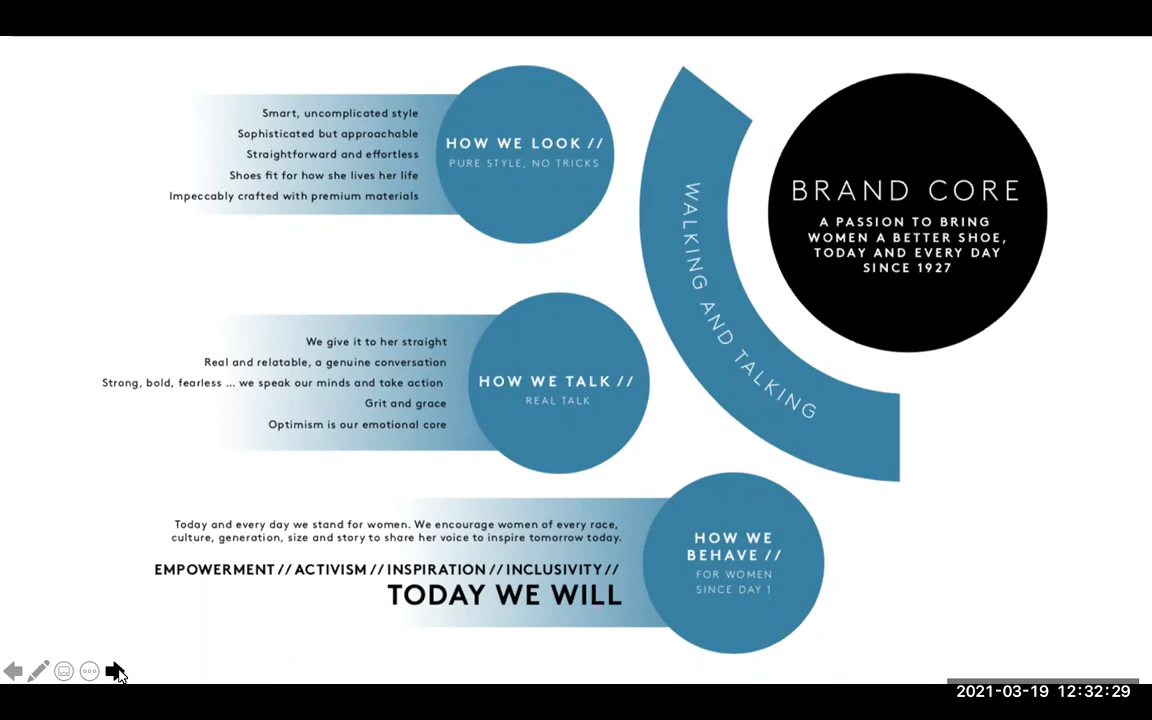 Smart, uncomplicated style
Sophisticated but approachable
Straightforward and effortless
Shoes fit for how she lives her life
Impeccably crafted with premium materials
HOW WE LOOK //
PURE STYLE, NO TRICKS
WALKING AND TALKING
BRAND CORE
A PASSION TO BRING
WOMEN A BETTER SHOE,
TODAY AND EVERY DAY
SINCE 1927
We give it to her straight
Real and relatable, a genuine conversation
Strong, bold, fearless ... we speak our minds and take action
Grit and grace
Optimism is our emotional core
HOW WE TALK //
REAL TALK
Today and every day we stand for women. We encourage women of every race,
culture, generation, size and story to share her voice to inspire tomorrow today.
EMPOWERMENT // ACTIVISM // INSPIRATION // INCLUSIVITY //
TODAY WE WILL
HOW WE
BEHAVE //
FOR WOMEN
SINCE DAY 1
2021-03-19 12:32:29